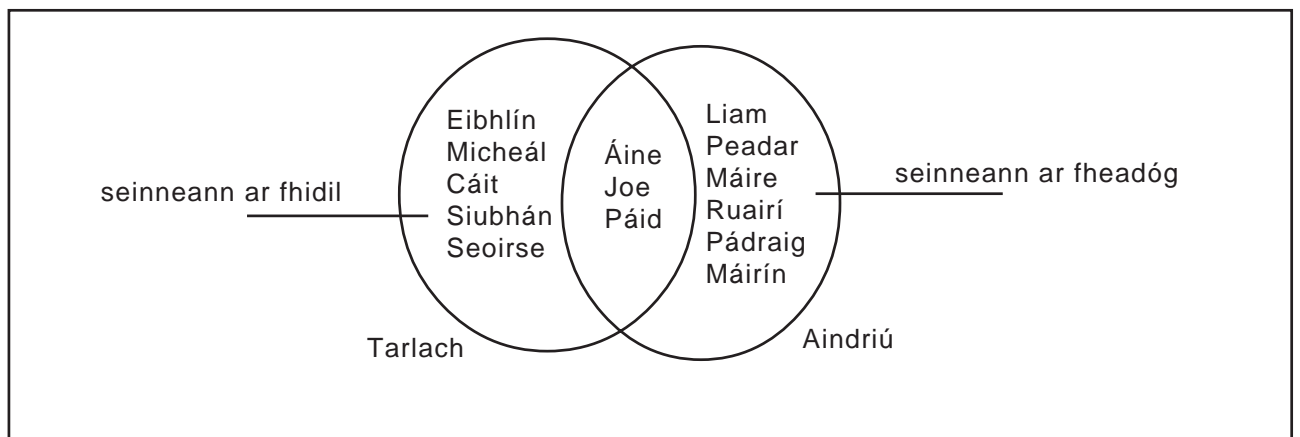 seinneann ar fhidil
Eibhlín
Micheál
Cáit
Siubhán
Seoirse
Áine
Joe
Páid
Liam
Peadar
Máire
Ruairí
Pádraig
Máirín
seinneann ar fheadóg
Tarlach
Aindriú